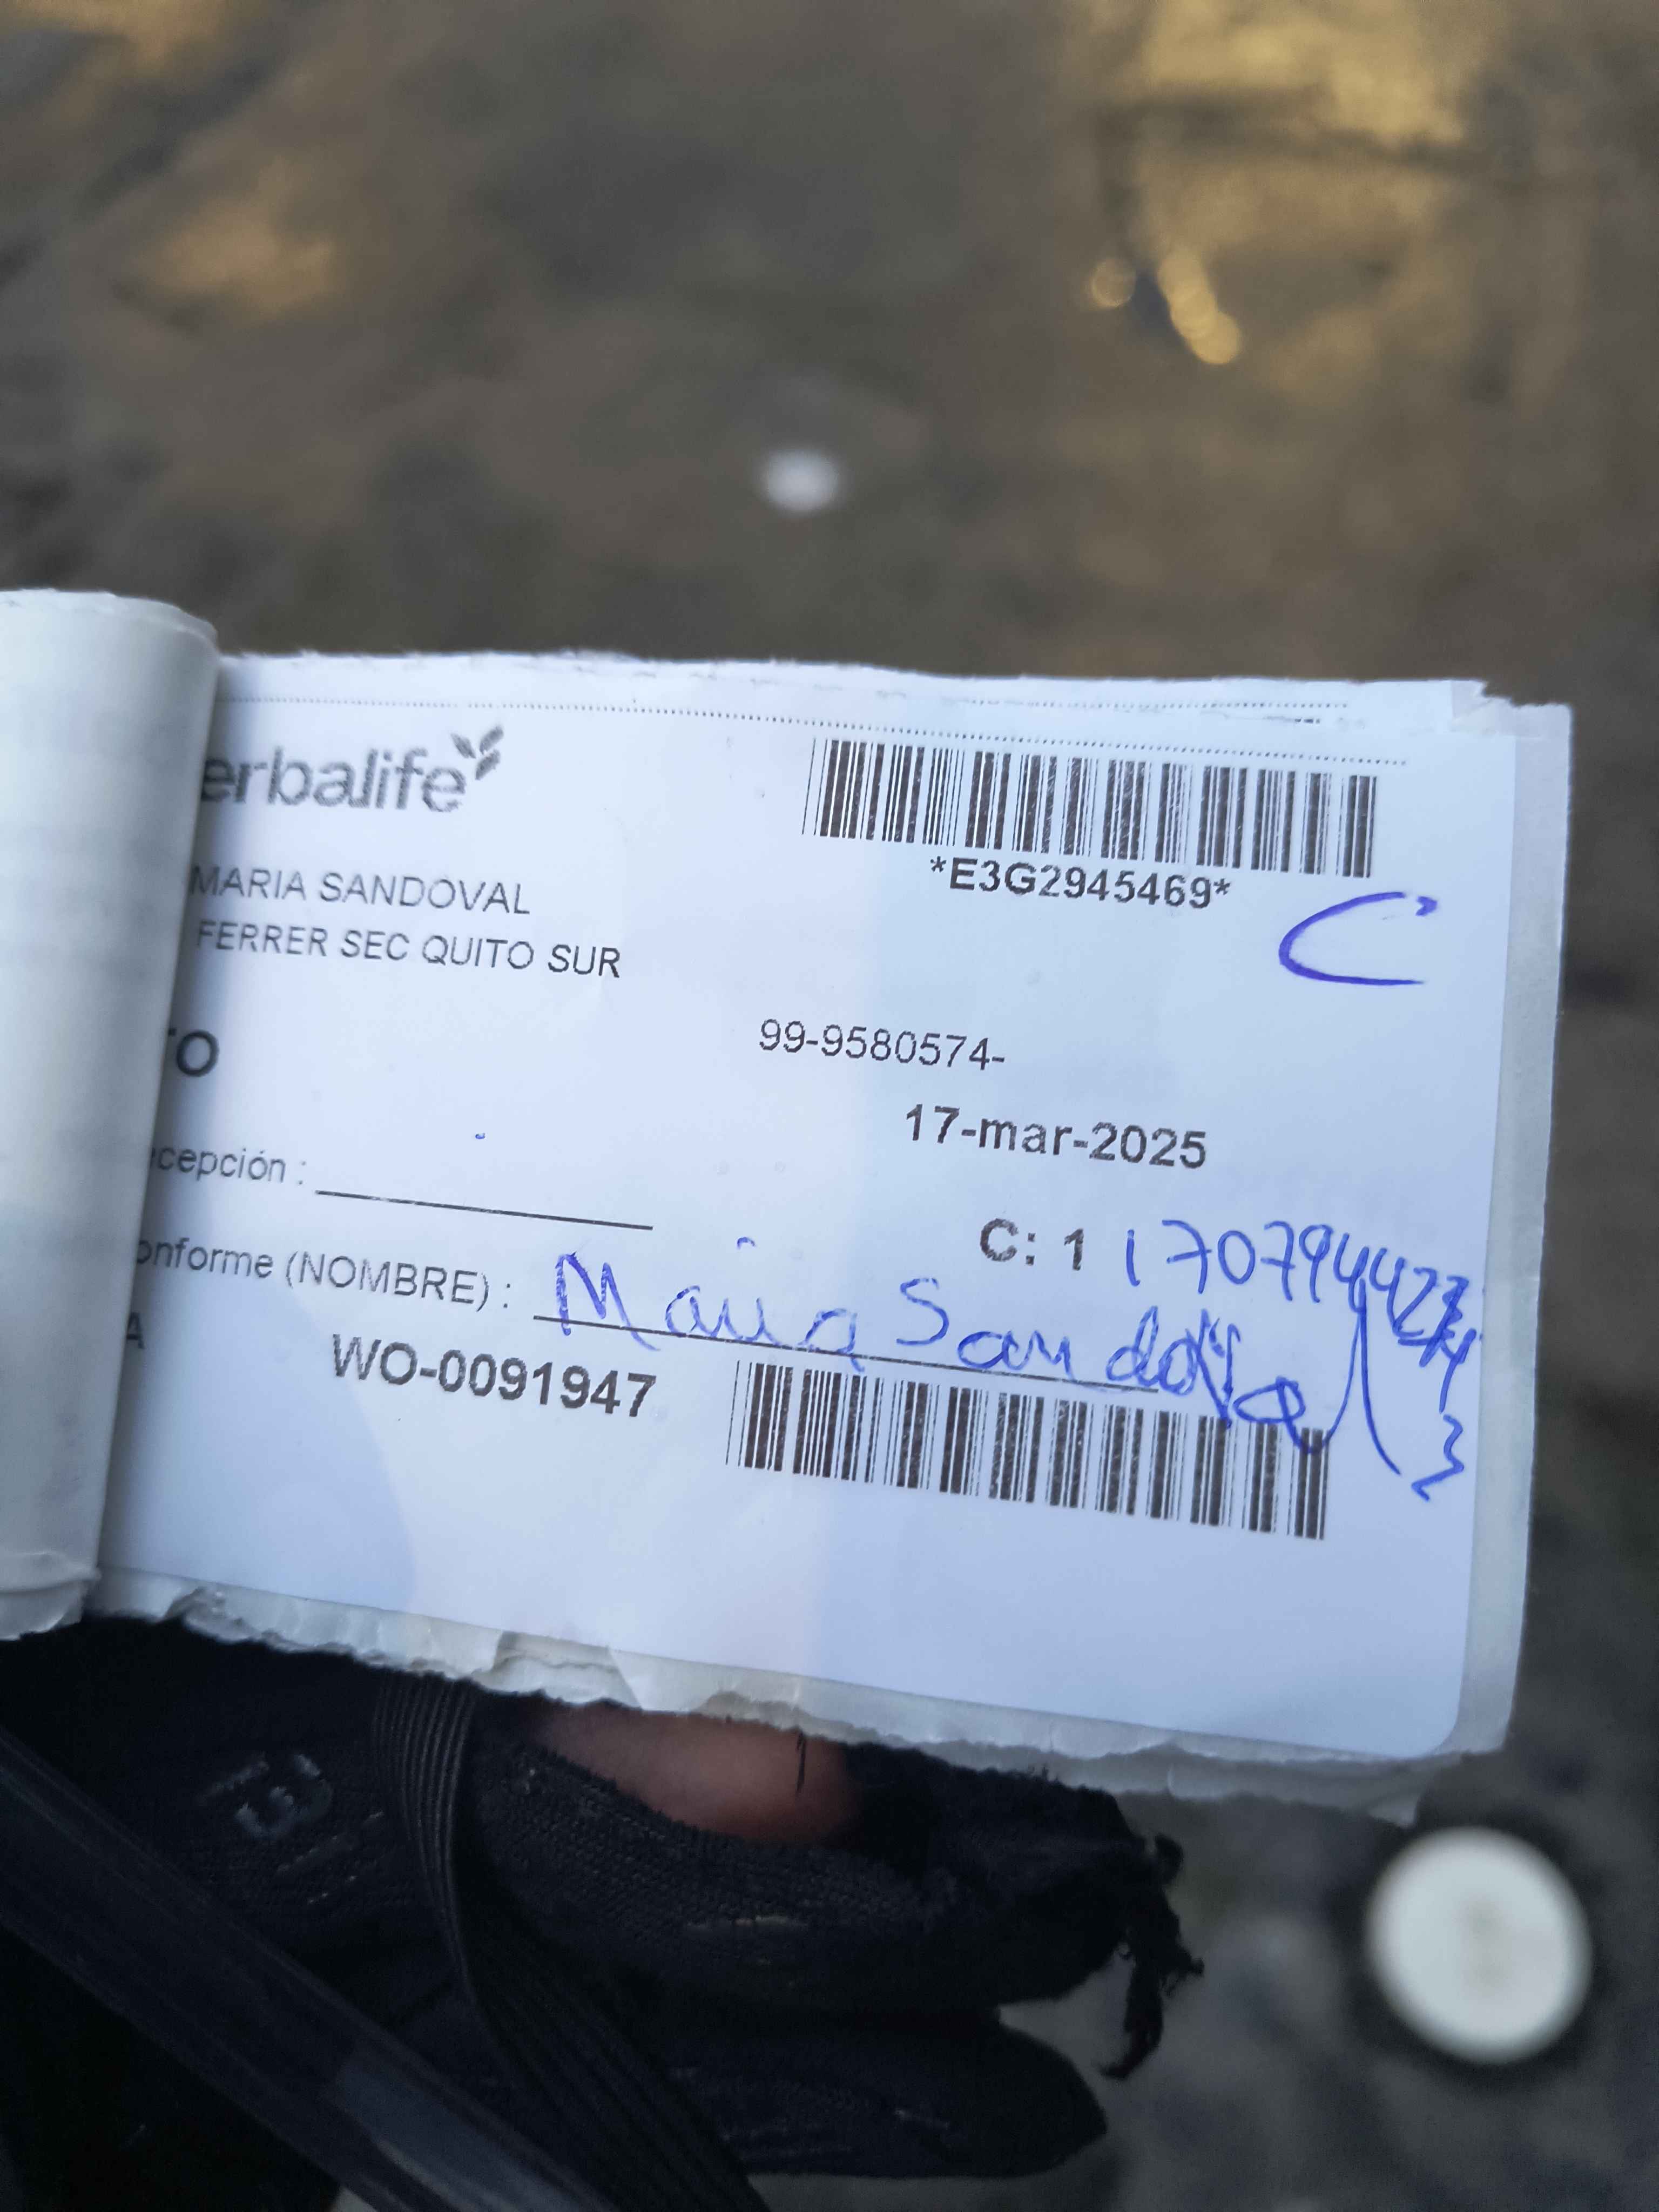 erbalife
*E3G2945469*
MARIA SANDOVAL
FERRER SEC QUITO SUR
C
TO
99-9580574-
17-mar-2025
cepción :
C: 1
onforme (NOMBRE) : Maria Sandoval
A
WO-0091947